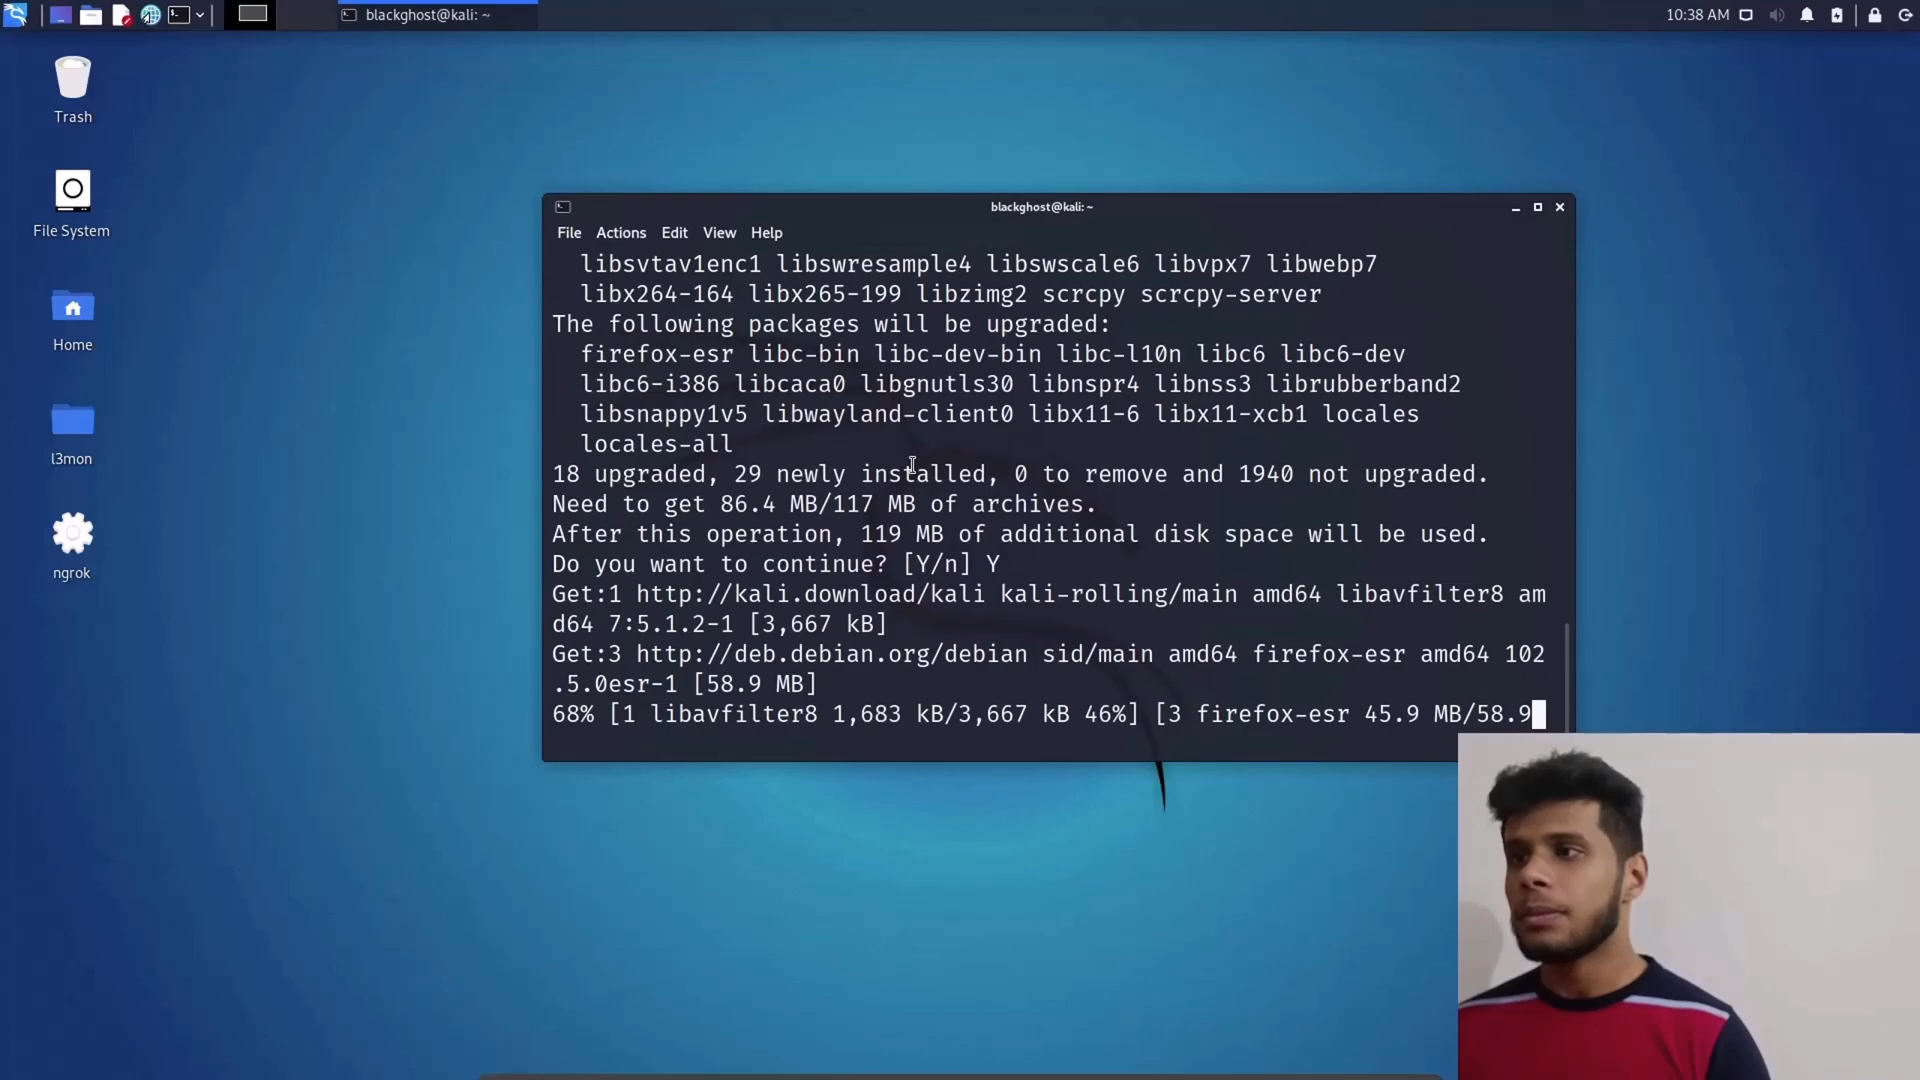 blackghost@kali: ~
10:38 AM
Trash
File System
Home
l3mon
ngrok
blackghost@kali:~
File Actions Edit View Help
libsvtav1enc1 libswresample4 libswscale6 libvpx7 libwebp7
libx264-164 libx265-199 libzimg2 scrcpy scrcpy-server
The following packages will be upgraded:
firefox-esr libc-bin libc-dev-bin libc-l10n libc6 libc6-dev
libc6-i386 libcaca0 libgnutls30 libnspr4 libnss3 librubberband2
libsnappy1v5 libwayland-client0 libx11-6 libx11-xcb1 locales
locales-all
18 upgraded, 29 newly installed, 0 to remove and 1940 not upgraded.
Need to get 86.4 MB/117 MB of archives.
After this operation, 119 MB of additional disk space will be used.
Do you want to continue? [Y/n] Y
Get:1 http://kali.download/kali kali-rolling/main amd64 libavfilter8 am
d64 7:5.1.2-1 [3,667 kB]
Get:3 http://deb.debian.org/debian sid/main amd64 firefox-esr amd64 102
.5.0esr-1 [58.9 MB]
68% [1 libavfilter8 1,683 kB/3,667 kB 46%] [3 firefox-esr 45.9 MB/58.9